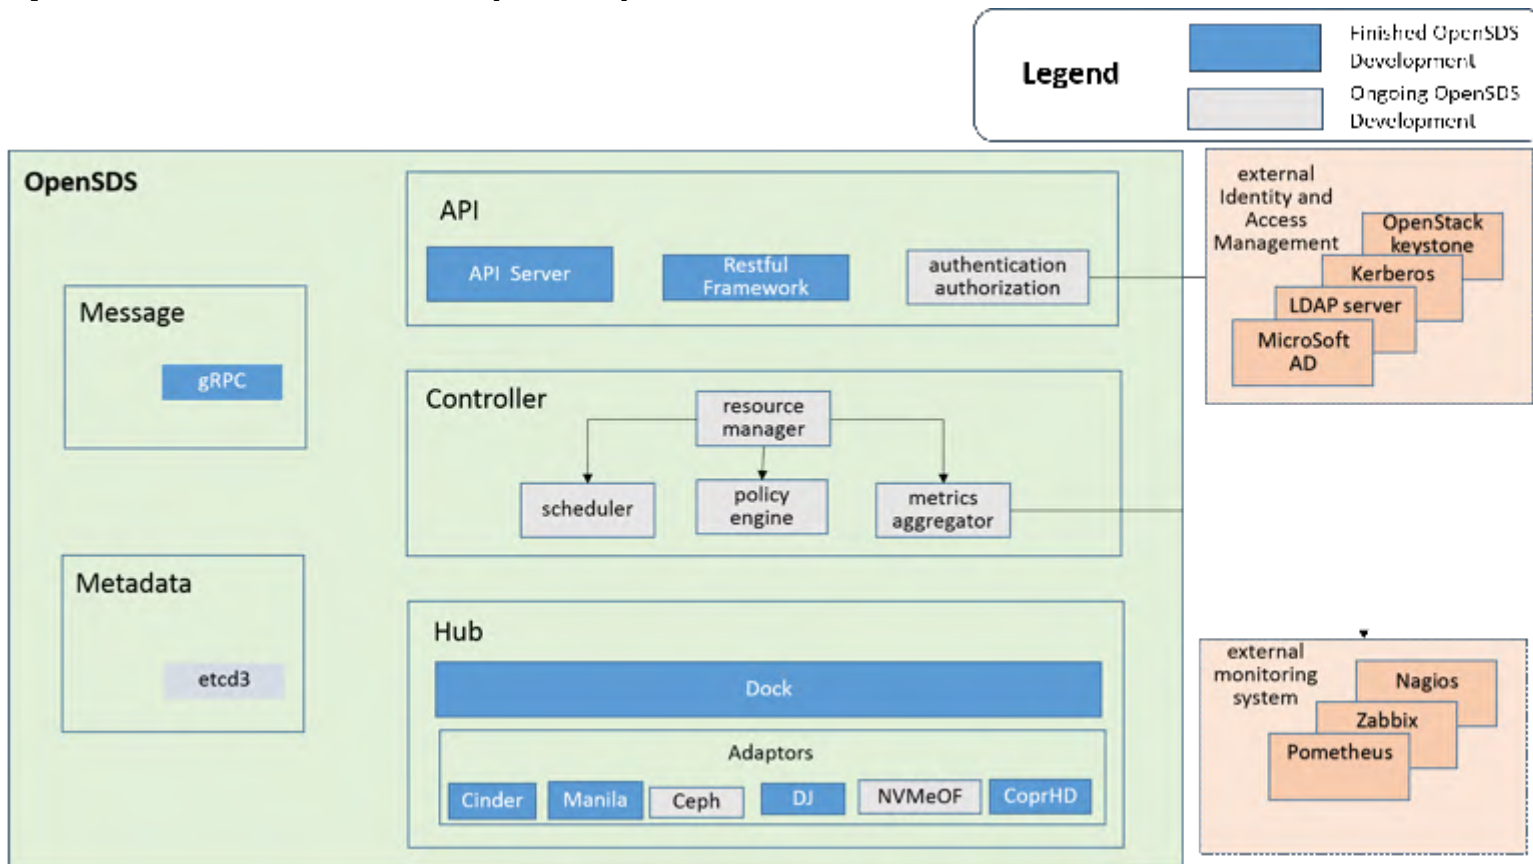 Legend
Finished OpenSDS
Development
Ongoing OpenSDS
Development
OpenSDS
API
API Server
Restful
Framework
authentication
authorization
external
Identity and
Access
Management
OpenStack
keystone
Kerberos
LDAP server
MicroSoft
AD
Message
gRPC
Controller
resource
manager
scheduler
policy
engine
metrics
aggregator
Metadata
etcd3
Hub
Dock
Adaptors
Cinder
Manila
Ceph
DJ
NVMeOF
CoprHD
external
monitoring
system
Nagios
Zabbix
Pometheus